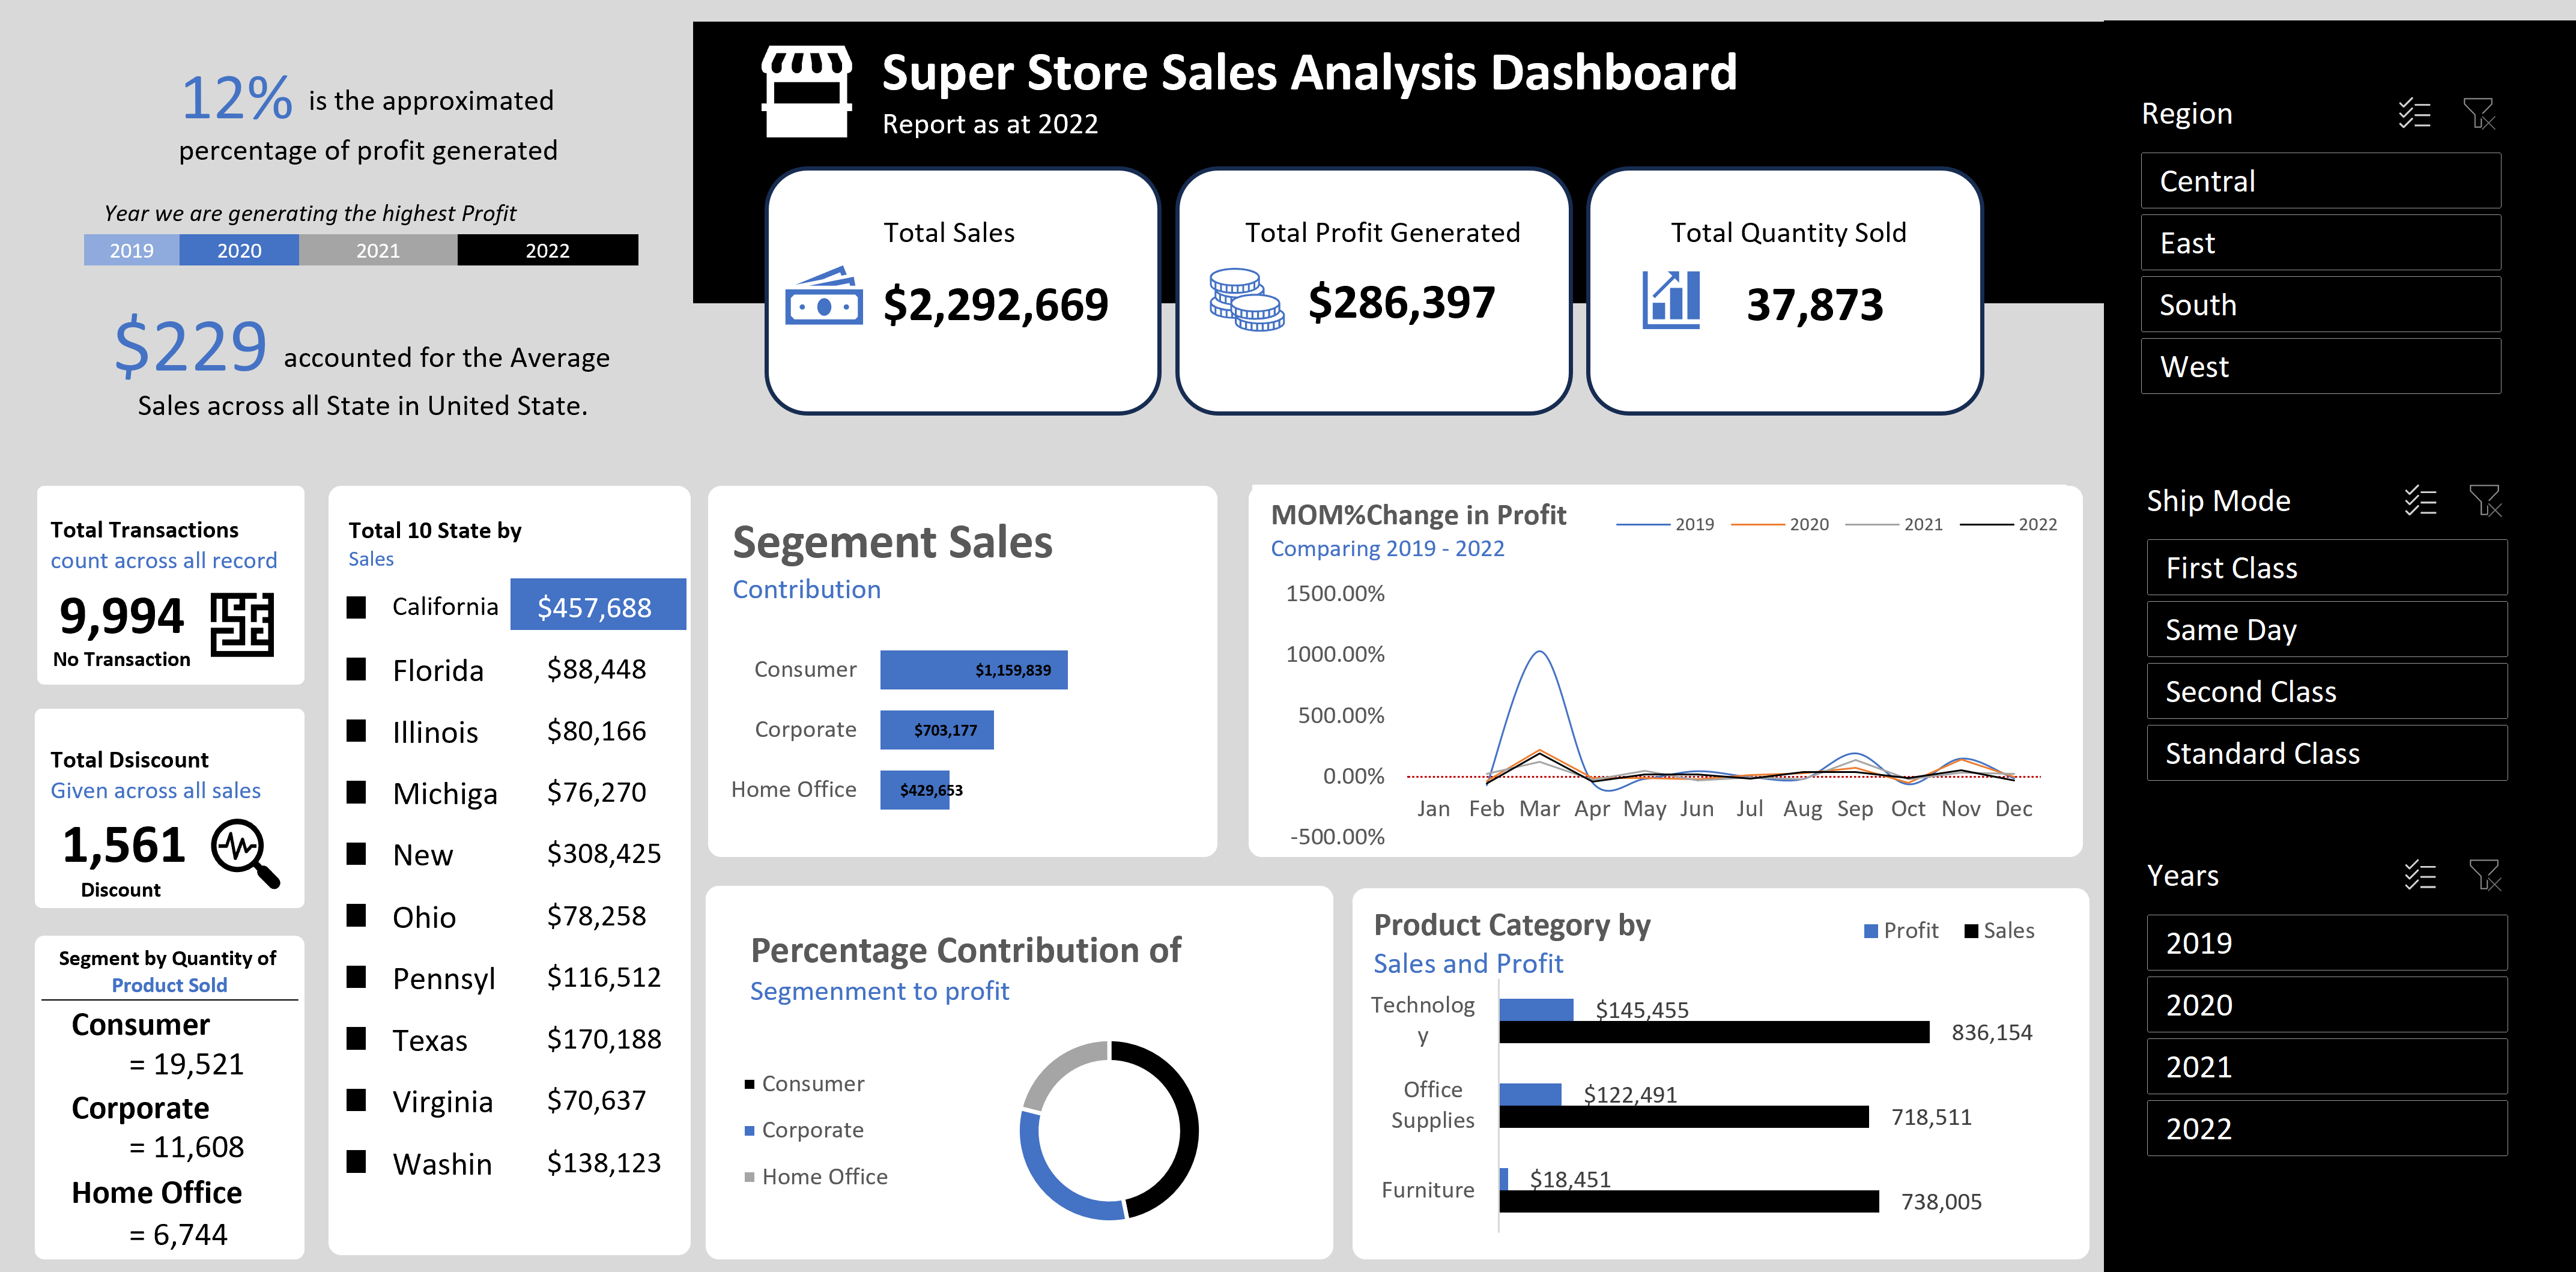 12% is the approximated
percentage of profit generated
Year we are generating the highest Profit
2019 2020 2021 2022
$229 accounted for the Average
Sales across all State in United State.
Super Store Sales Analysis Dashboard
Report as at 2022
Total Sales
$2,292,669
Total Profit Generated
$286,397
Total Quantity Sold
37,873
Region
Central
East
South
West
Ship Mode
First Class
Same Day
Second Class
Standard Class
Years
2019
2020
2021
2022
Total Transactions
count across all record
9,994
No Transaction
Total Dsiscount
Given across all sales
1,561
Discount
Segment by Quantity of
Product Sold
Consumer
= 19,521
Corporate
= 11,608
Home Office
= 6,744
Total 10 State by
Sales
California $457,688
Florida $88,448
Illinois $80,166
Michiga $76,270
New $308,425
Ohio $78,258
Pennsyl $116,512
Texas $170,188
Virginia $70,637
Washin $138,123
Segement Sales
Contribution
Consumer $1,159,839
Corporate $703,177
Home Office $429,653
MOM%Change in Profit
Comparing 2019 - 2022
2019 2020 2021 2022
1500.00%
1000.00%
500.00%
0.00%
Jan Feb Mar Apr May Jun Jul Aug Sep Oct Nov Dec
-500.00%
Percentage Contribution of
Segmenment to profit
Consumer
Corporate
Home Office
Product Category by
Sales and Profit
Profit Sales
Technolog
y
$145,455
836,154
Office
Supplies
$122,491
718,511
Furniture
$18,451
738,005